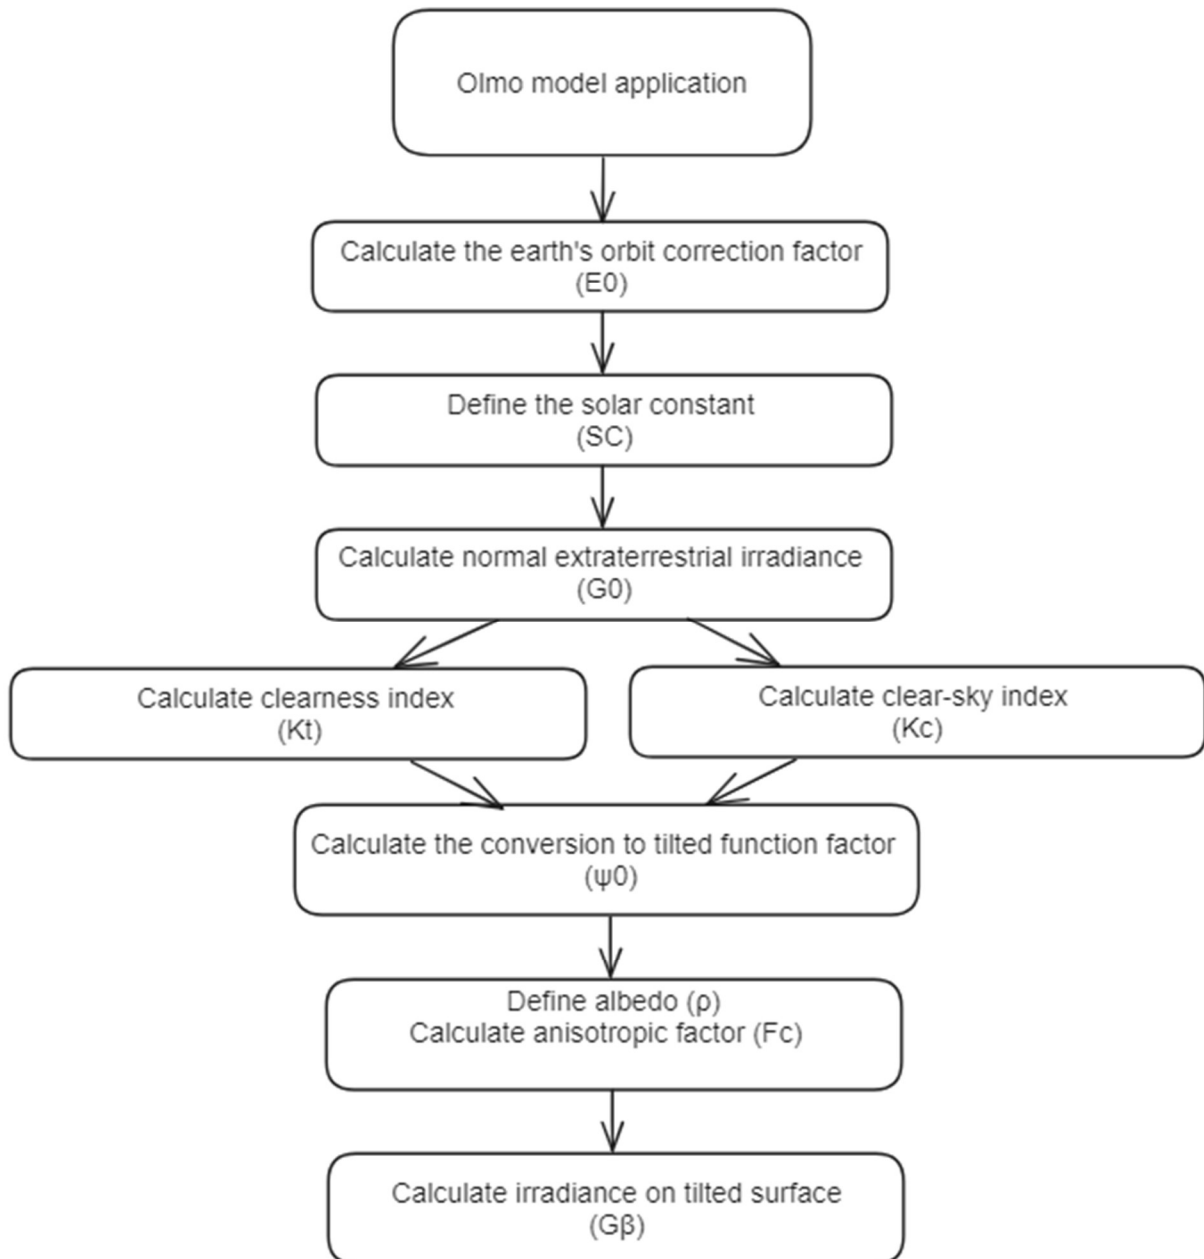 Olmo model application
Calculate the earth's orbit correction factor
(E0)
Define the solar constant
(SC)
Calculate normal extraterrestrial irradiance
(G0)
Calculate clearness index
(Kt)
Calculate clear-sky index
(Kc)
Calculate the conversion to tilted function factor
(ψ0)
Define albedo (ρ)
Calculate anisotropic factor (Fc)
Calculate irradiance on tilted surface
(Gβ)